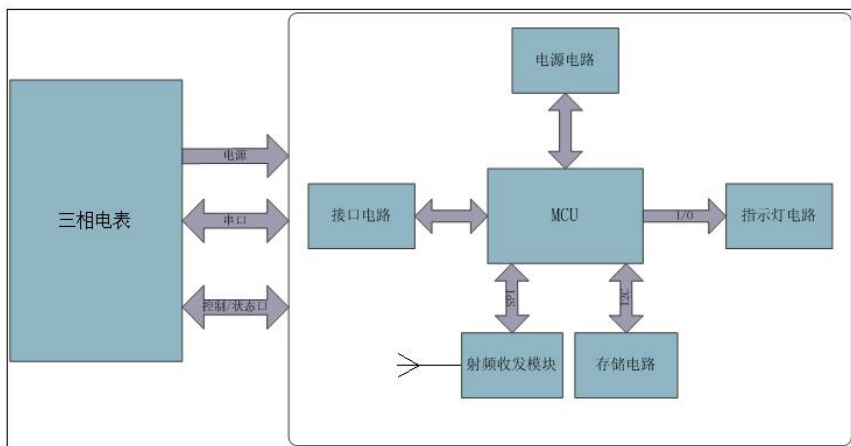 电源电路
电源
三相电表
串口
接口电路
MCU
I/O
指示灯电路
控制/状态口
SPI
I2C
射频收发模块
存储电路